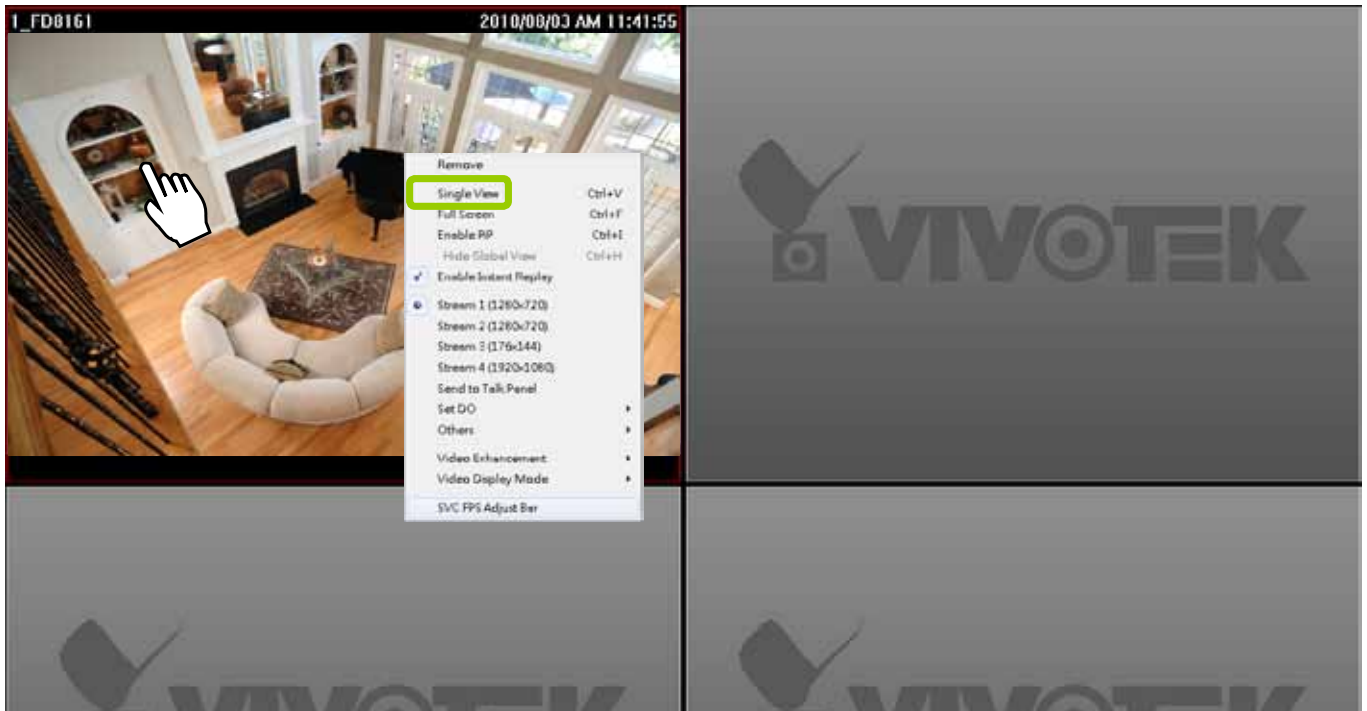 1_FD8161
2010/08/03 AM 11:41:55
Remove
Single View Ctrl+V
Full Screen Ctrl+F
Enable PiP Ctrl+I
Hide Global View Ctrl+H
Enable Instant Replay
Stream 1 (1280x720)
Stream 2 (1280x720)
Stream 3 (176x144)
Stream 4 (1920x1080)
Send to Talk Panel
Set DO
Others
Video Enhancement
Video Display Mode
SVC FPS Adjust Bar
VIVOTEK
VIVOTEK
VIVOTEK